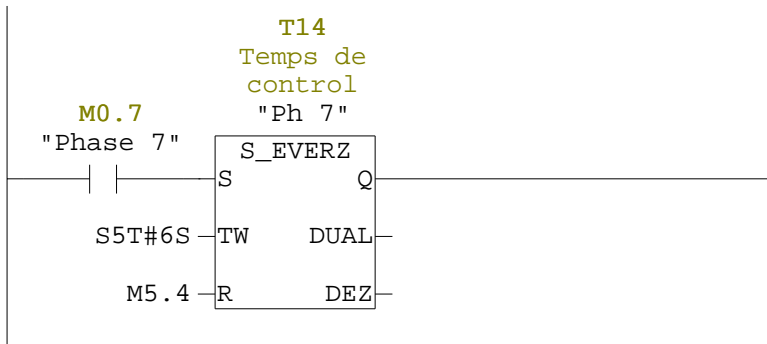 T14
Temps de
control
M0.7 "Ph 7"
"Phase 7" S_EVERZ
S Q
S5T#6S TW DUAL
M5.4 R DEZ